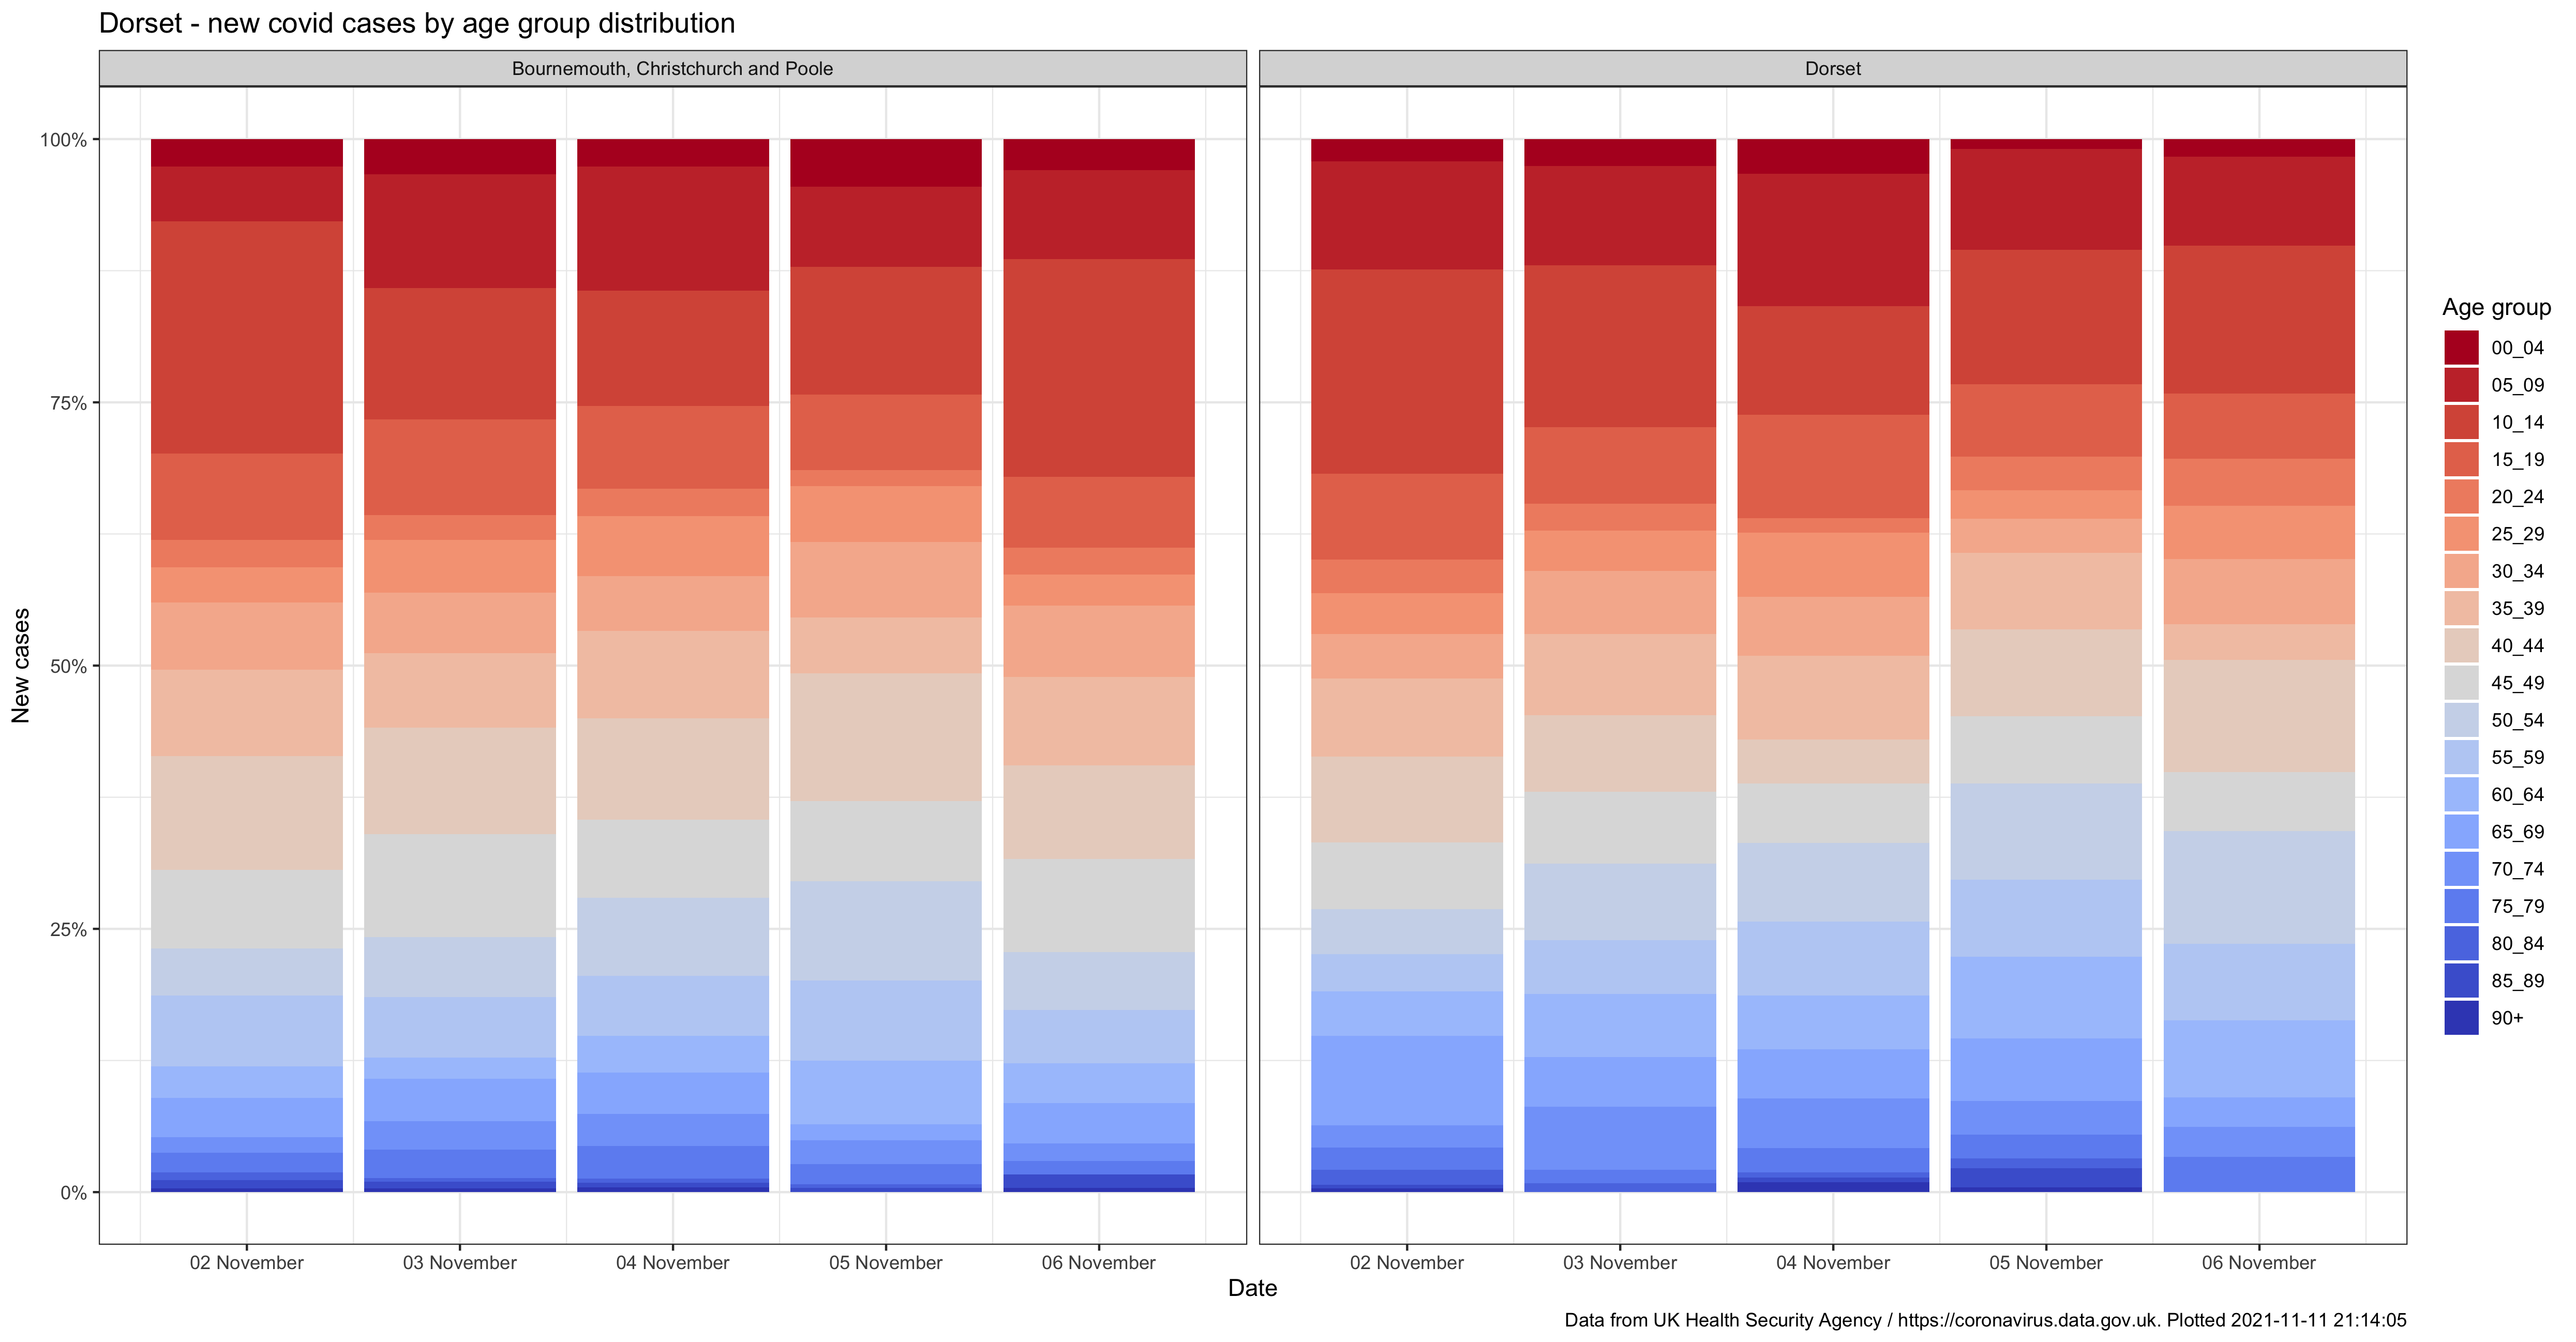 Dorset - new covid cases by age group distribution
Bournemouth, Christchurch and Poole
Dorset
100%
75%
50%
25%
0%
New cases
02 November
03 November
04 November
05 November
06 November
02 November
03 November
04 November
05 November
06 November
Date
Age group
00_04
05_09
10_14
15_19
20_24
25_29
30_34
35_39
40_44
45_49
50_54
55_59
60_64
65_69
70_74
75_79
80_84
85_89
90+
Data from UK Health Security Agency / https://coronavirus.data.gov.uk. Plotted 2021-11-11 21:14:05